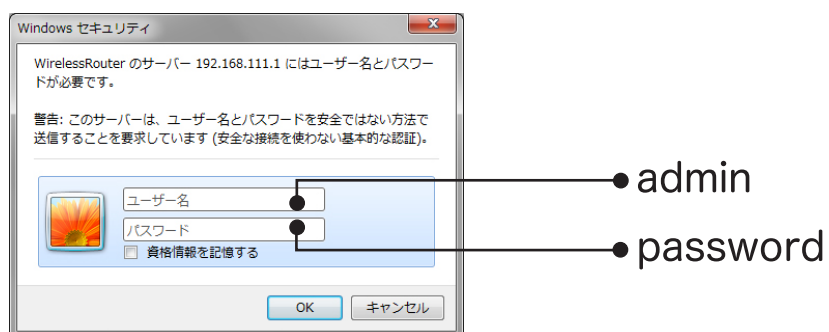 Windows セキュリティ
WirelessRouter のサーバー 192.168.111.1 にはユーザー名とパスワー
ドが必要です。
警告: このサーバーは、ユーザー名とパスワードを安全ではない方法で
送信することを要求しています (安全な接続を使わない基本的な認証)。
ユーザー名
admin
パスワード
password
資格情報を記憶する
OK
キャンセル